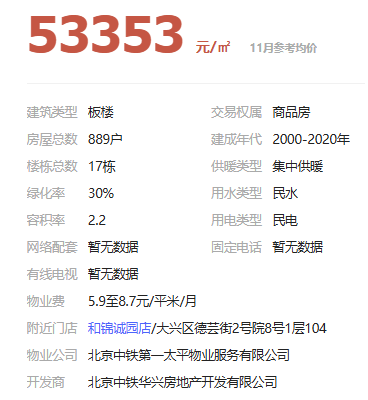 53353 元/㎡ 11月参考均价
建筑类型 板楼 交易权属 商品房
房屋总数 889户 建成年代 2000-2020年
楼栋总数 17栋 供暖类型 集中供暖
绿化率 30% 用水类型 民水
容积率 2.2 用电类型 民电
网络配套 暂无数据 固定电话 暂无数据
有线电视 暂无数据
物业费 5.9至8.7元/平米/月
附近门店 和锦诚园店/大兴区德芸街2号院8号1层104
物业公司 北京中铁第一太平物业服务有限公司
开发商 北京中铁华兴房地产开发有限公司